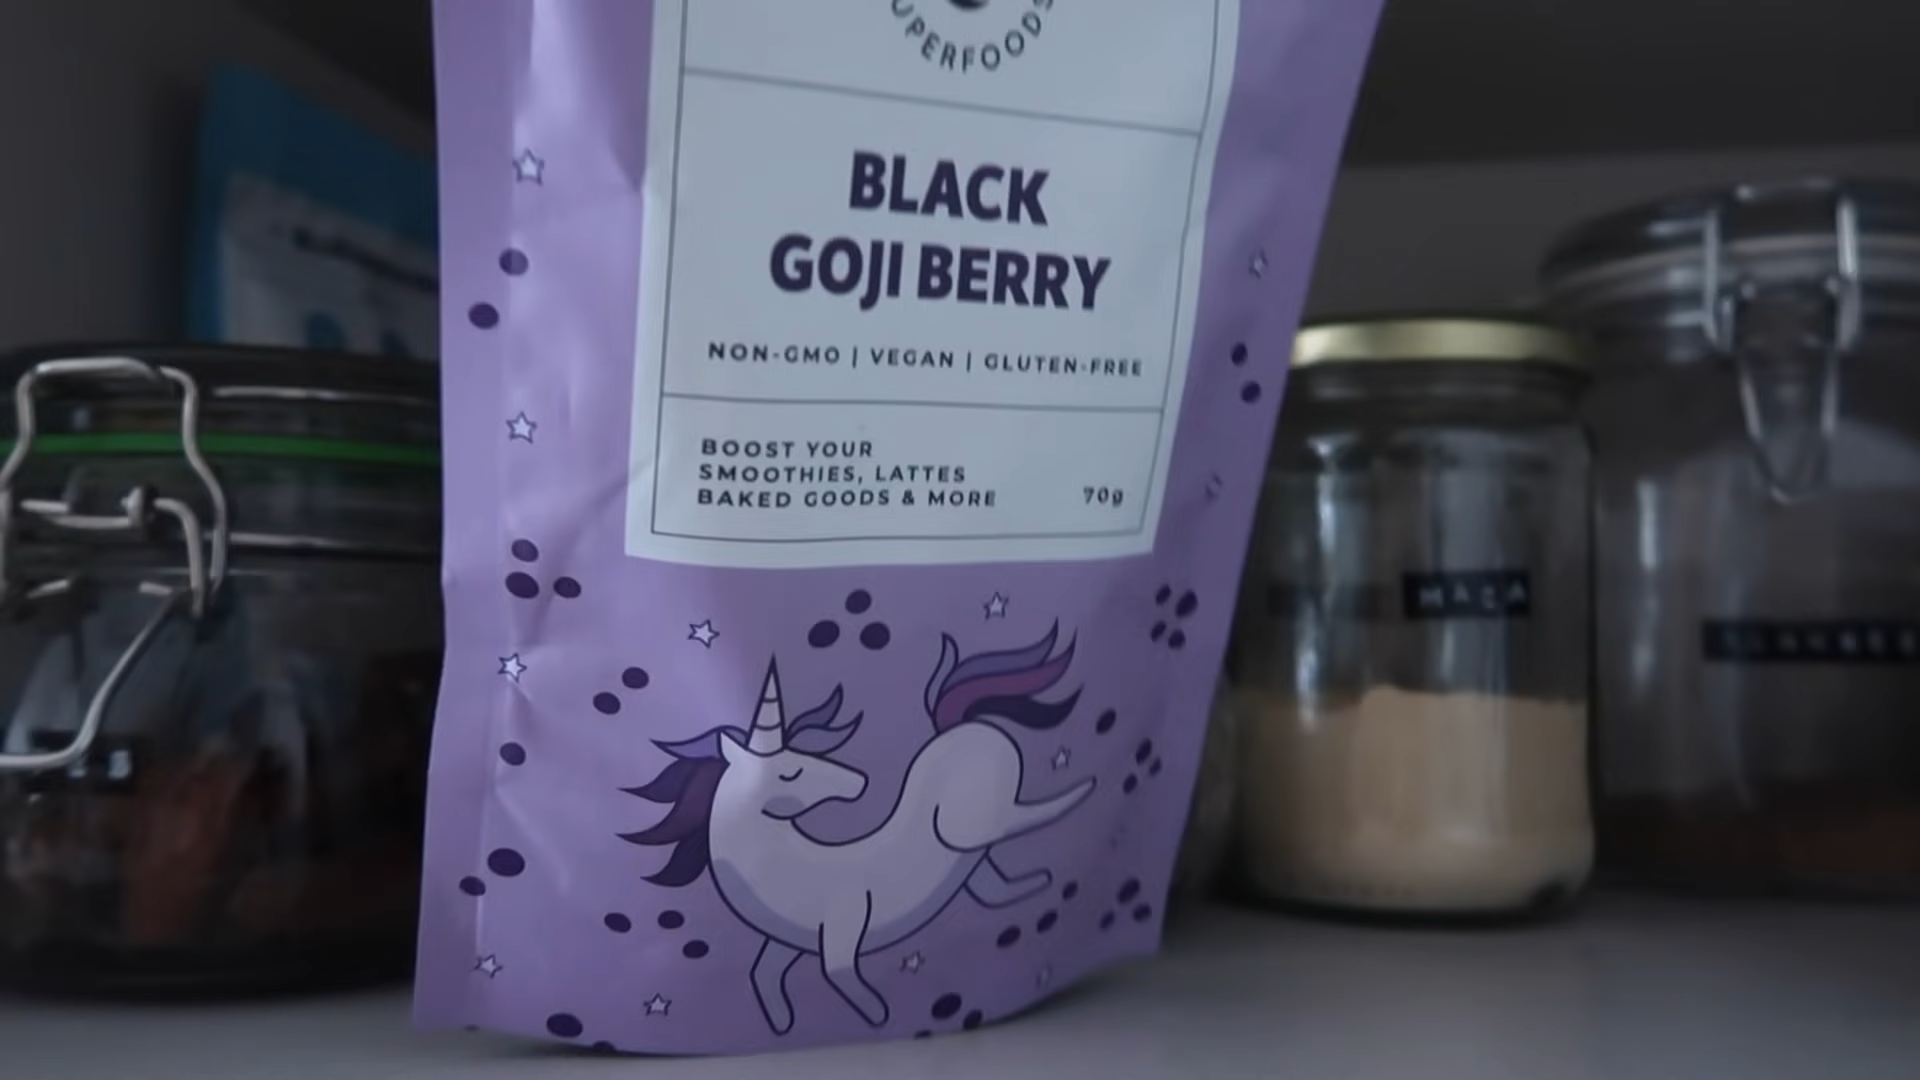 UPERFOODS
BLACK
GOJI BERRY
NON-GMO | VEGAN | GLUTEN-FREE
BOOST YOUR
SMOOTHIES, LATTES
BAKED GOODS & MORE 70g
MACA